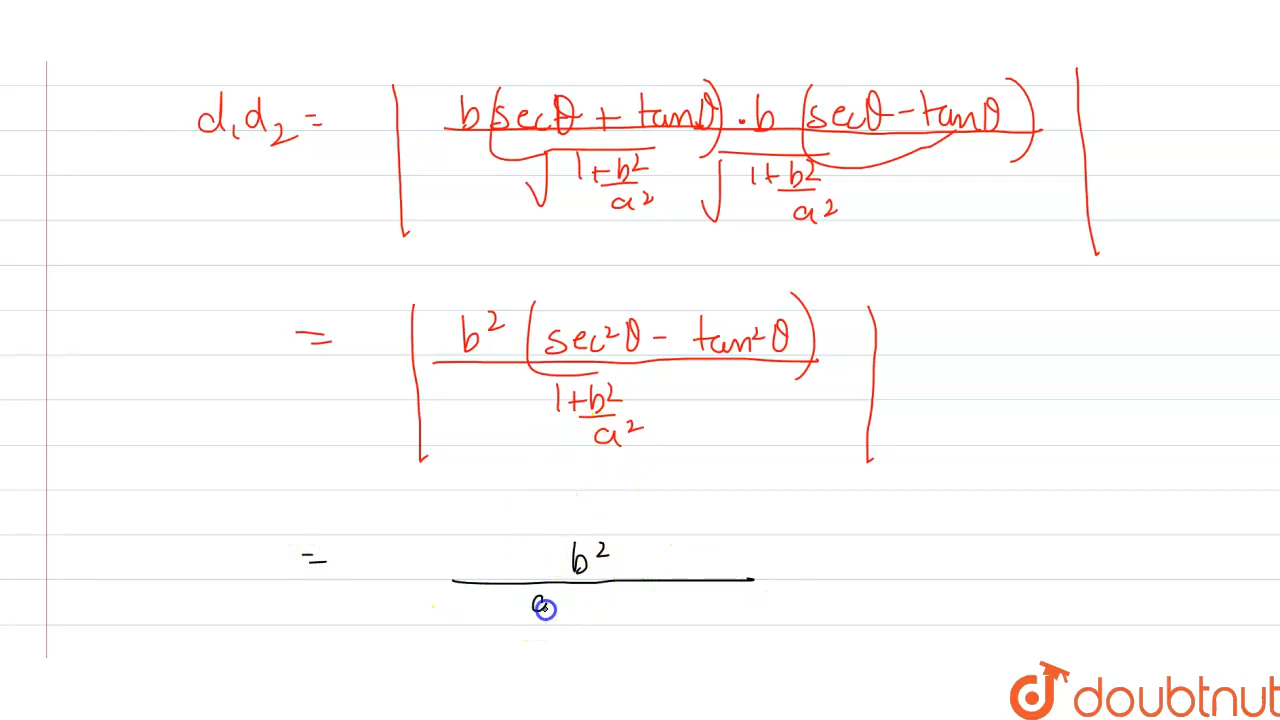 d₁d₂ = | b(secθ + tanθ) · b(secθ - tanθ) |
√1+b²/a² √1+b²/a²
= | b² (sec²θ - tan²θ) |
1+b²/a²
= b²
a
doubtnut